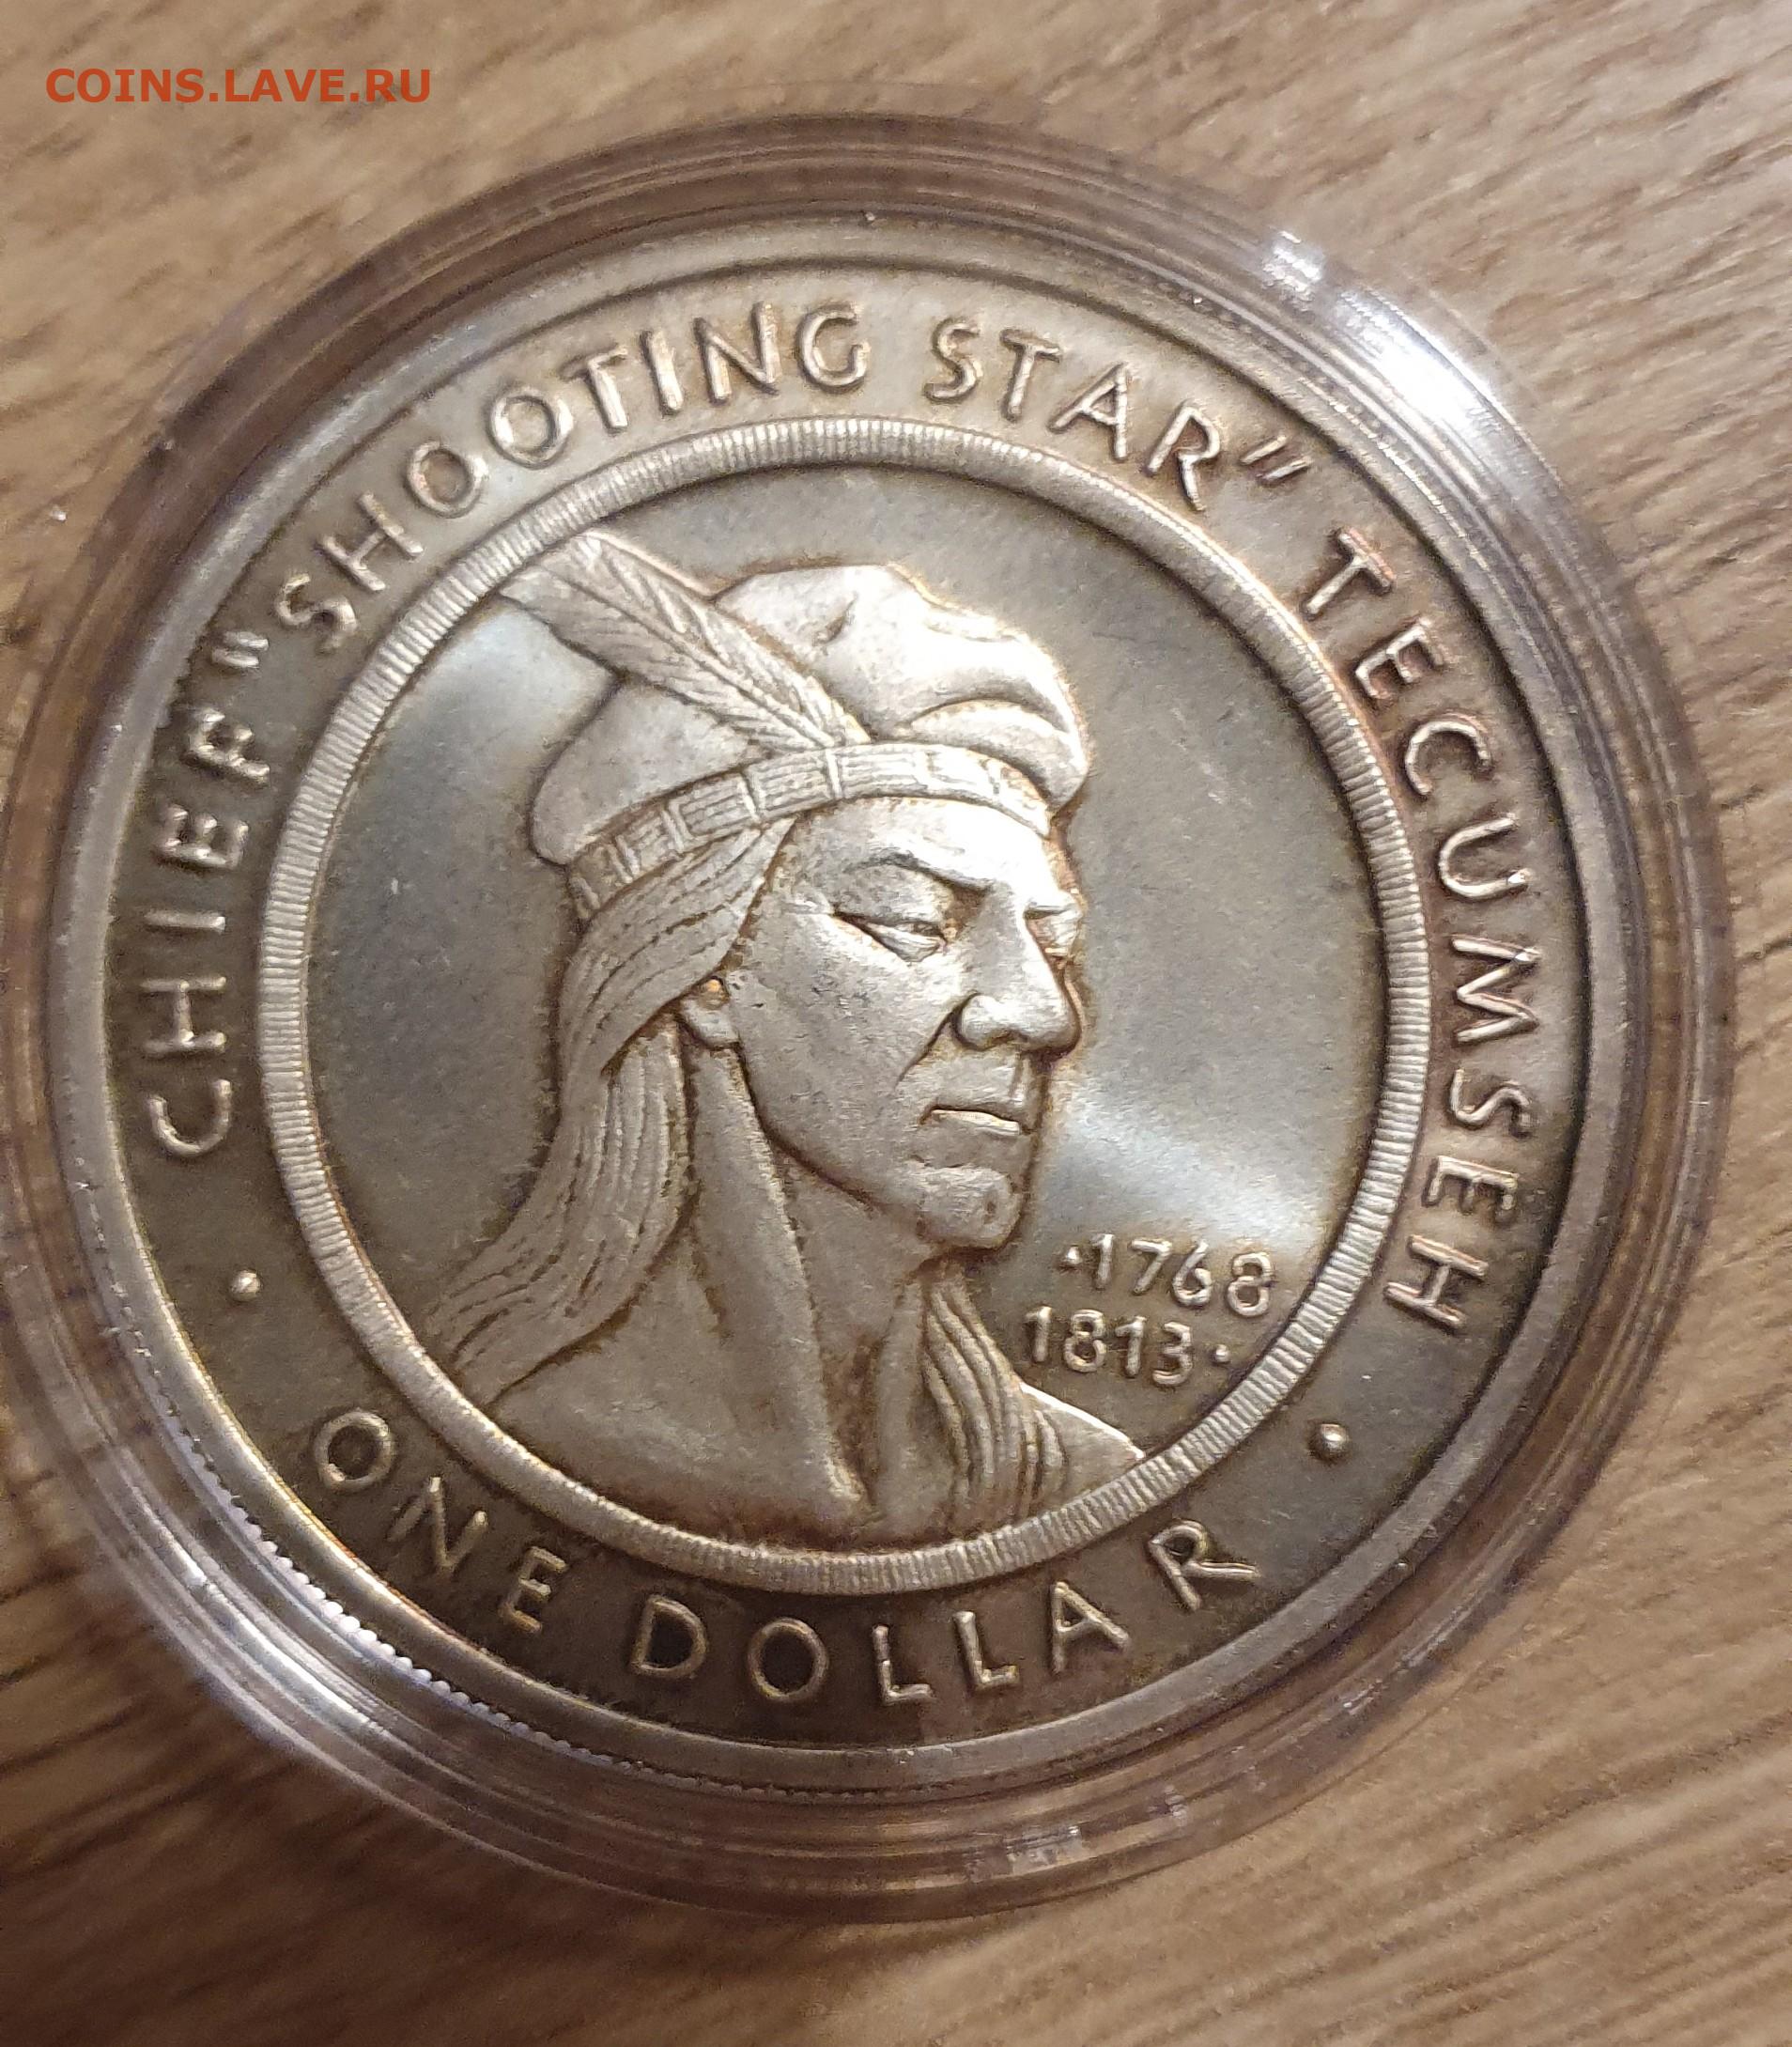 COINS.LAVE.RU
CHIEF "SHOOTING STAR" TECUMSEH
·1768
1813·
· ONE DOLLAR ·